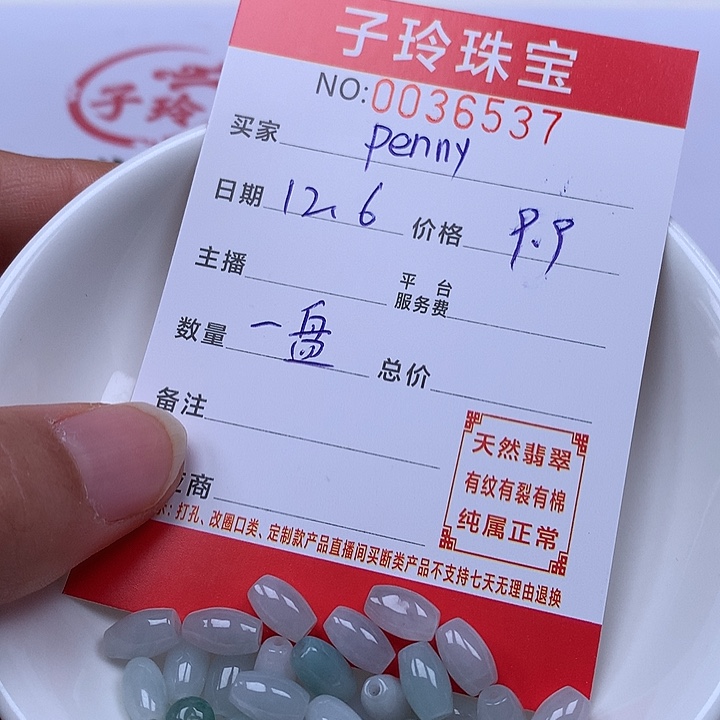 子玲珠宝
子玲
NO:0036537
买家 penny
日期 12.6 价格 9.9
主播 平台服务费
数量 一盘 总价
备注
天然翡翠
有纹有裂有棉
纯属正常
商
:打孔、改圈口类、定制款产品直播间买断类产品不支持七天无理由退换